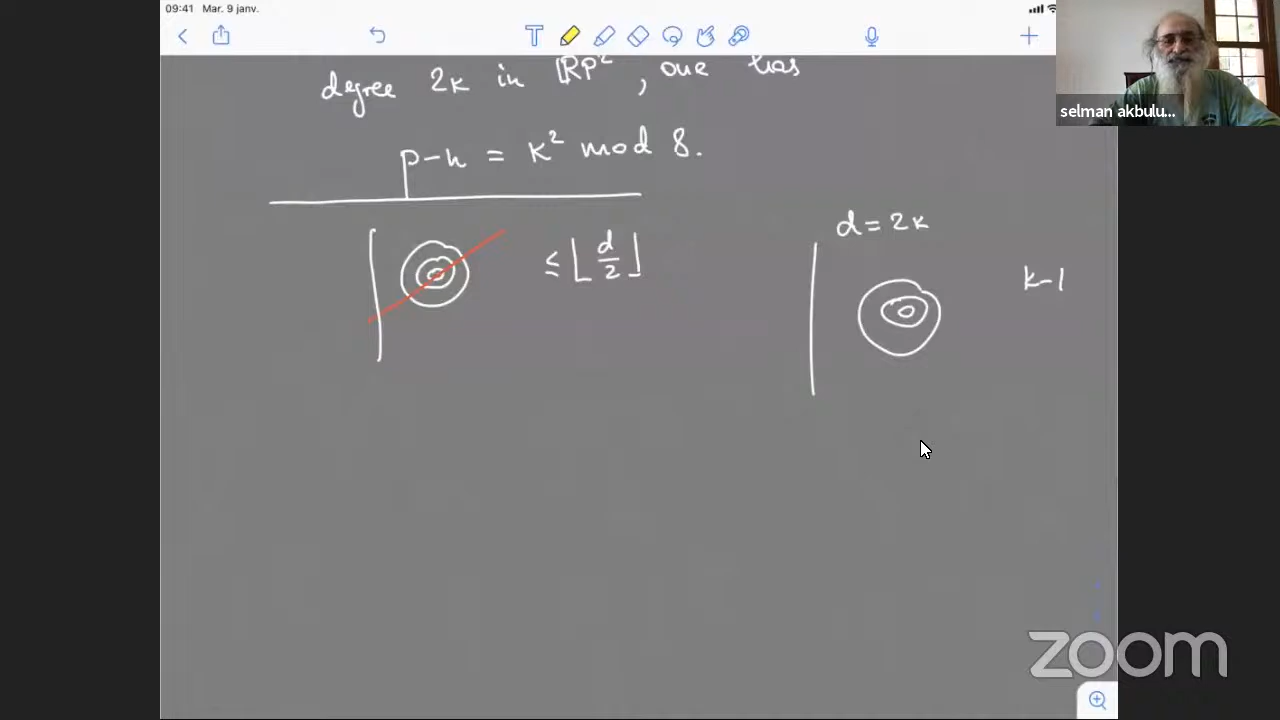 09:41 Mar. 9 janv.
degree 2k in RP², one has
p-n = k² mod 8.
≤ ⌊d/2⌋
d = 2k
k-1
selman akbulu...
zoom